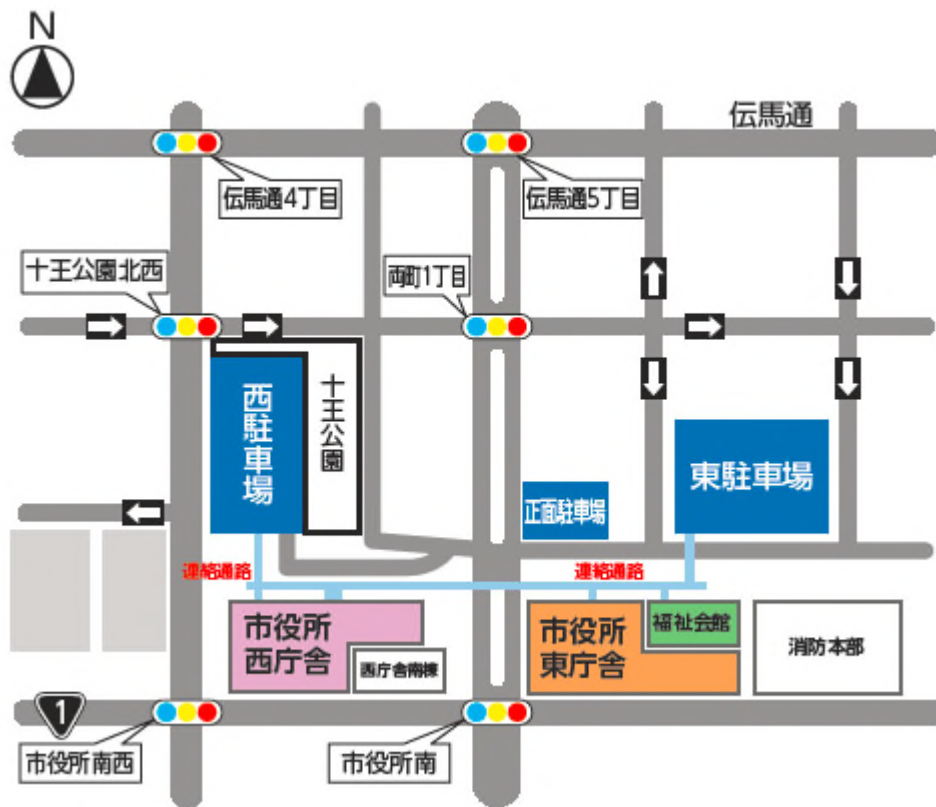 N
伝馬通
伝馬通4丁目
伝馬通5丁目
十王公園北西
両町1丁目
西駐車場
十王公園
東駐車場
正面駐車場
連絡通路
連絡通路
市役所
西庁舎
西庁舎南棟
市役所
東庁舎
福祉会館
消防本部
1
市役所南西
市役所南